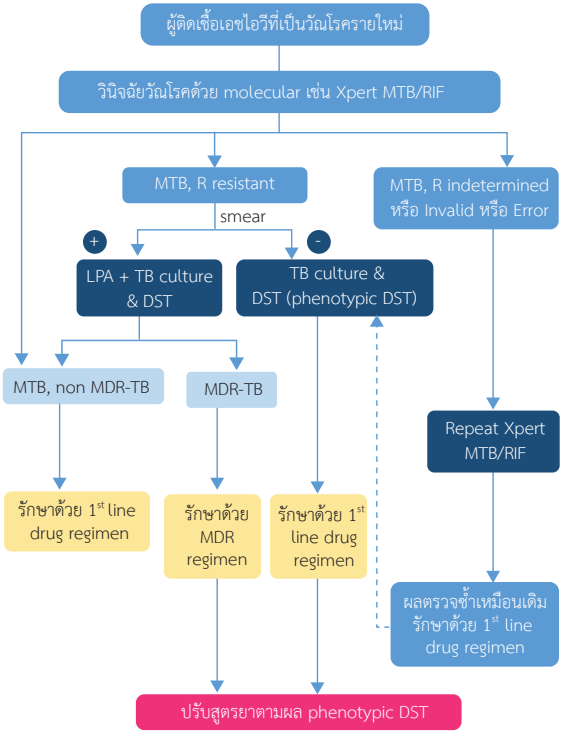 ผู้ติดเชื้อเอชไอวีที่เป็นวัณโรครายใหม่
วินิจฉัยวัณโรคด้วย molecular เช่น Xpert MTB/RIF
MTB, R resistant
MTB, R indetermined
หรือ Invalid หรือ Error
smear
+
-
LPA + TB culture
& DST
TB culture &
DST (phenotypic DST)
MTB, non MDR-TB
MDR-TB
Repeat Xpert
MTB/RIF
รักษาด้วย 1st line
drug regimen
รักษาด้วย
MDR
regimen
รักษาด้วย 1st
line drug
regimen
ผลตรวจซ้ำเหมือนเดิม
รักษาด้วย 1st line
drug regimen
ปรับสูตรยาตามผล phenotypic DST